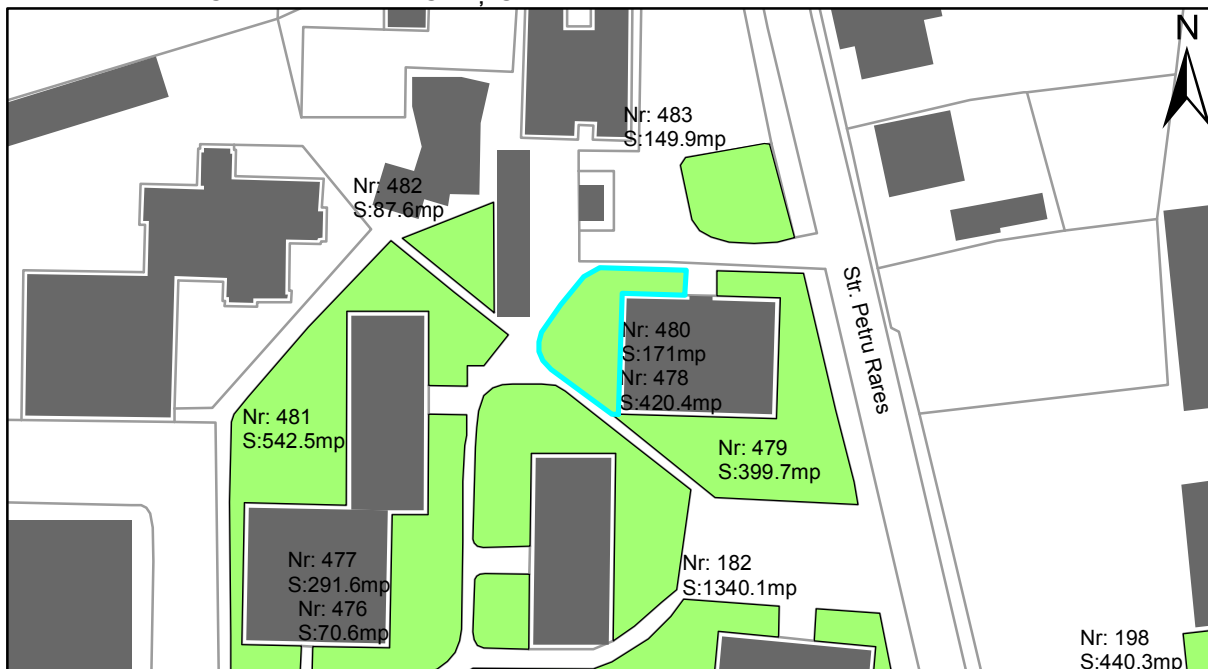 N
Nr: 483
S:149.9mp
Nr: 482
S:87.6mp
Str. Petru Rares
Nr: 480
S:171mp
Nr: 478
S:420.4mp
Nr: 481
S:542.5mp
Nr: 479
S:399.7mp
Nr: 477
S:291.6mp
Nr: 476
S:70.6mp
Nr: 182
S:1340.1mp
Nr: 198
S:440.3mp